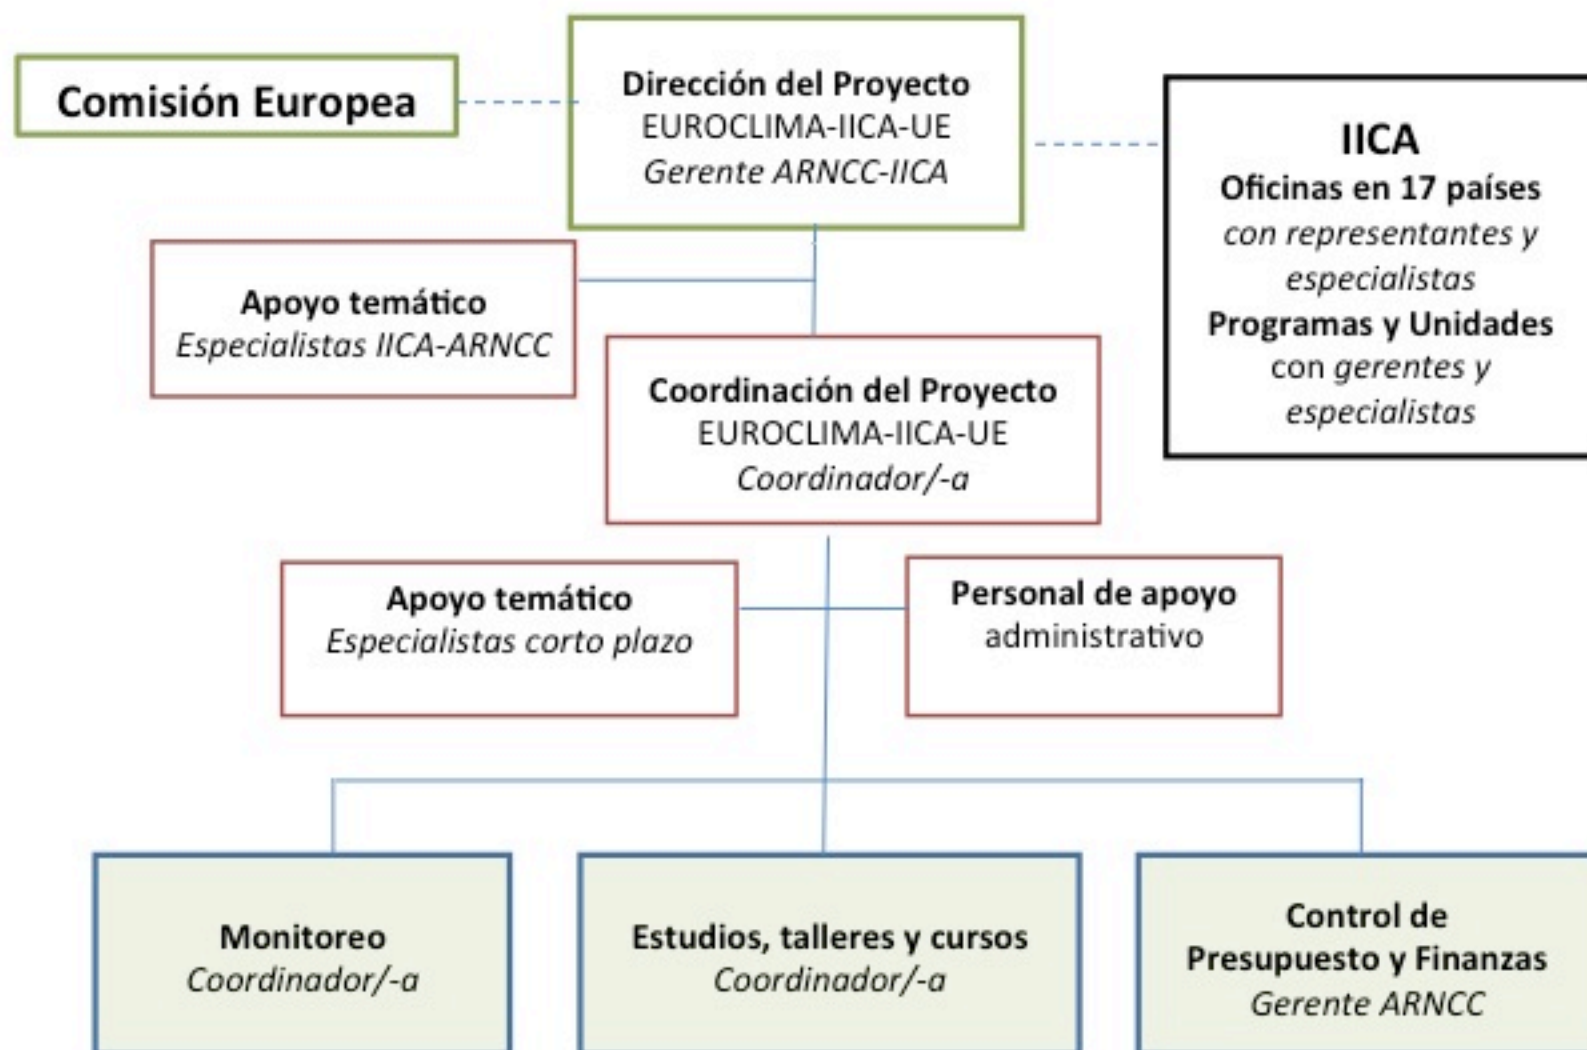 Comisión Europea
Dirección del Proyecto
EUROCLIMA-IICA-UE
Gerente ARNCC-IICA
IICA
Oficinas en 17 países
con representantes y
especialistas
Programas y Unidades
con gerentes y
especialistas
Apoyo temático
Especialistas IICA-ARNCC
Coordinación del Proyecto
EUROCLIMA-IICA-UE
Coordinador/-a
Apoyo temático
Especialistas corto plazo
Personal de apoyo
administrativo
Monitoreo
Coordinador/-a
Estudios, talleres y cursos
Coordinador/-a
Control de
Presupuesto y Finanzas
Gerente ARNCC